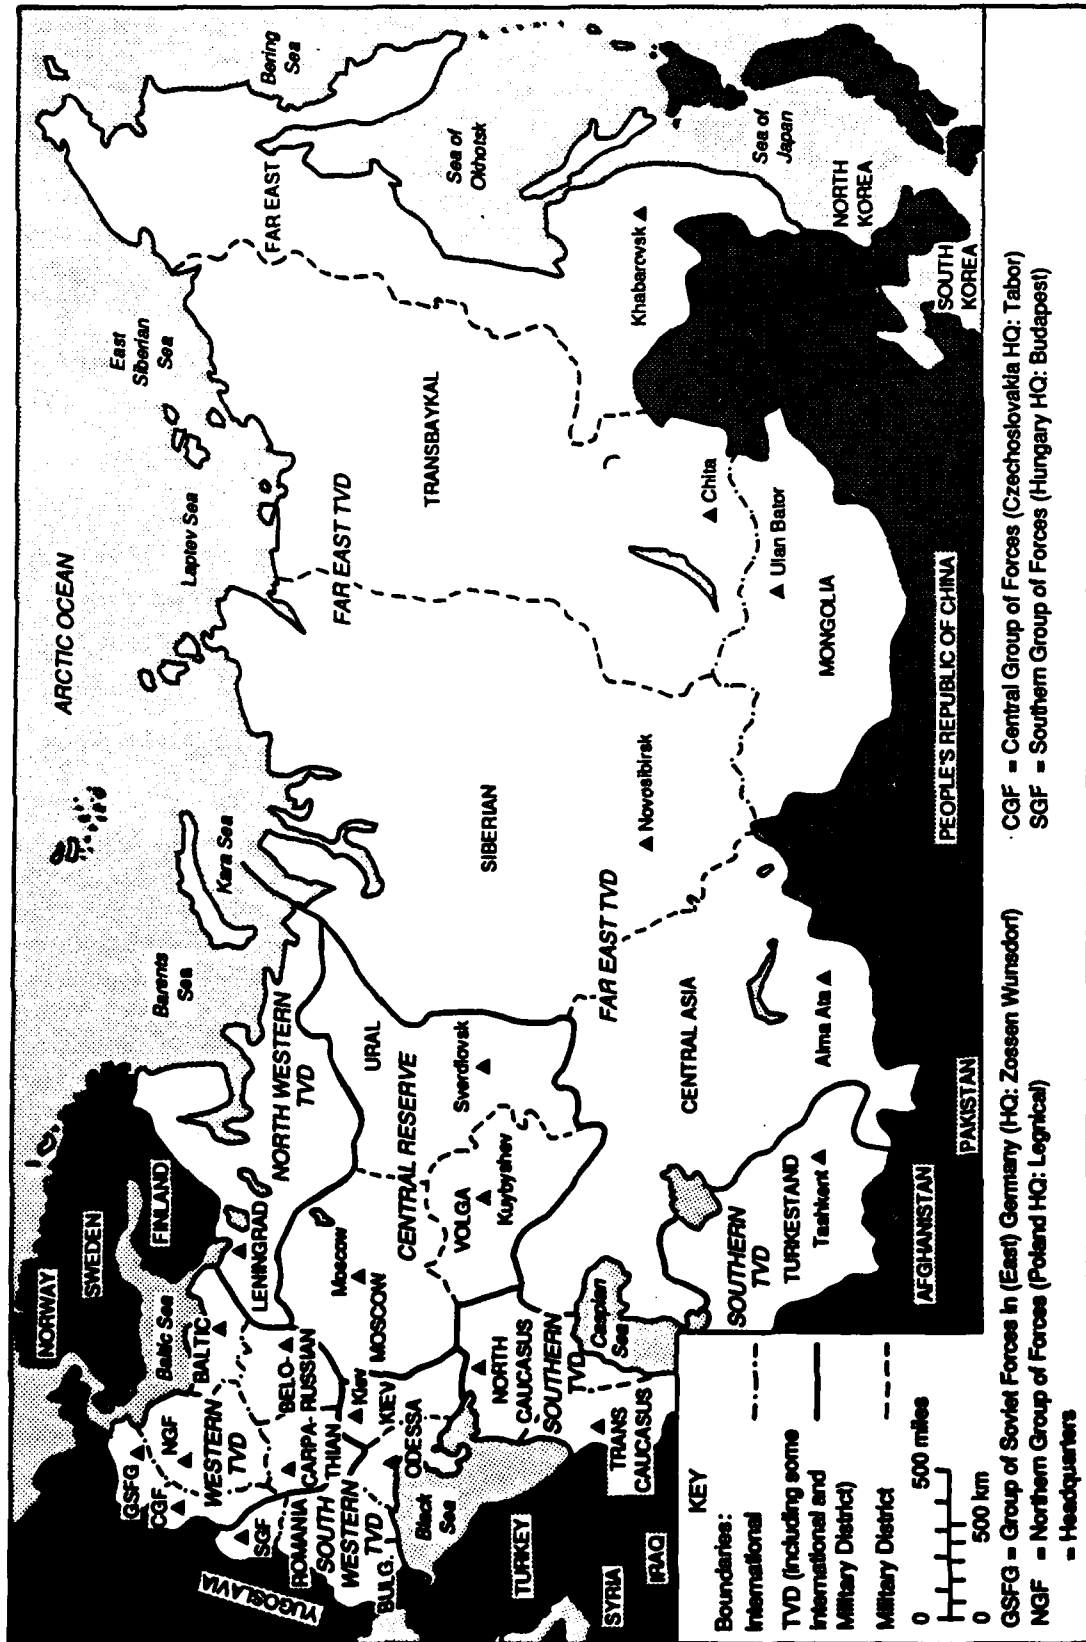 ARCTIC OCEAN
Bering
Sea
East
Siberian
Sea
Laptev Sea
Kara Sea
Barents
Sea
FAR EAST
Sea of
Okhotsk
Sea of
Japan
NORTH
KOREA
SOUTH
KOREA
Khabarovsk
TRANSBAYKAL
FAR EAST TVD
Chita
Ulan Bator
MONGOLIA
PEOPLE'S REPUBLIC OF CHINA
SIBERIAN
Novosibirsk
FAR EAST TVD
CENTRAL ASIA
Alma Ata
NORTH WESTERN
TVD
URAL
CENTRAL RESERVE
Sverdlovsk
VOLGA
Kuybyshev
NORWAY
SWEDEN
FINLAND
Baltic Sea
LENINGRAD
Moscow
MOSCOW
BALTIC
BELO-
RUSSIAN
GSFG
CGF
NGF
WESTERN
TVD
SGF
CARPA-
THIAN
Kiev
KIEV
ODESSA
ROMANIA
SOUTH
WESTERN
TVD
BULG.
YUGOSLAVIA
Black
Sea
NORTH
CAUCASUS
SOUTHERN
TVD
Caspian
Sea
TRANS
CAUCASUS
TURKEY
SYRIA
IRAQ
SOUTHERN
TVD
TURKESTAND
Tashkent
AFGHANISTAN
PAKISTAN
KEY
Boundaries:
International
TVD (including some
international and
Military District)
Military District
0 500 miles
0 500 km
GSFG = Group of Soviet Forces in (East) Germany (HQ: Zossen Wunsdorf)
NGF = Northern Group of Forces (Poland HQ: Legnical)
= Headquarters
CGF = Central Group of Forces (Czechoslovakia HQ: Tabor)
SGF = Southern Group of Forces (Hungary HQ: Budapest)